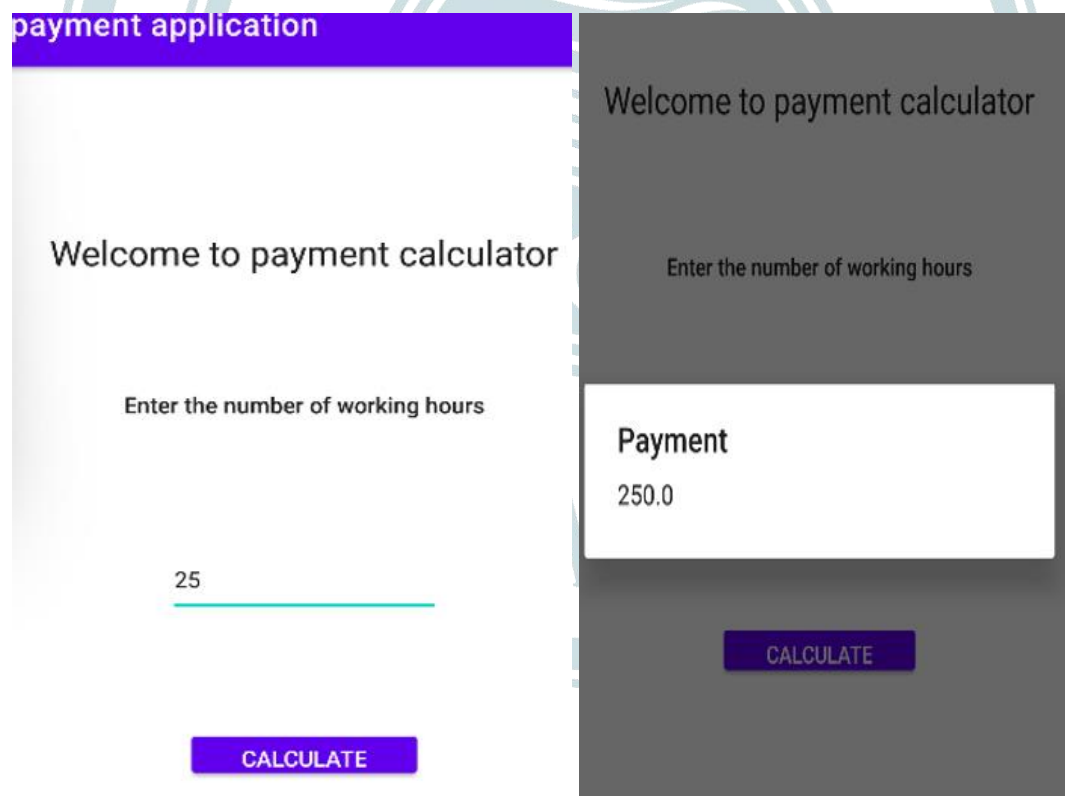 payment application
Welcome to payment calculator
Enter the number of working hours
25
CALCULATE
Welcome to payment calculator
Enter the number of working hours
Payment
250.0
CALCULATE